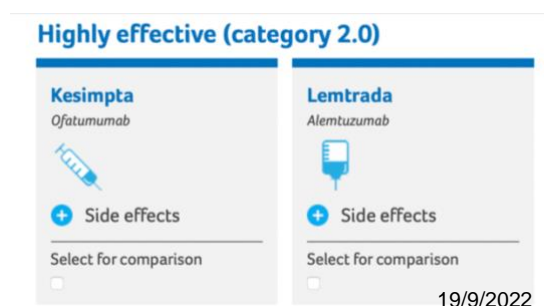 Highly effective (category 2.0)
Kesimpta
Ofatumumab
Side effects
Select for comparison
Lemtrada
Alemtuzumab
Side effects
Select for comparison
19/9/2022